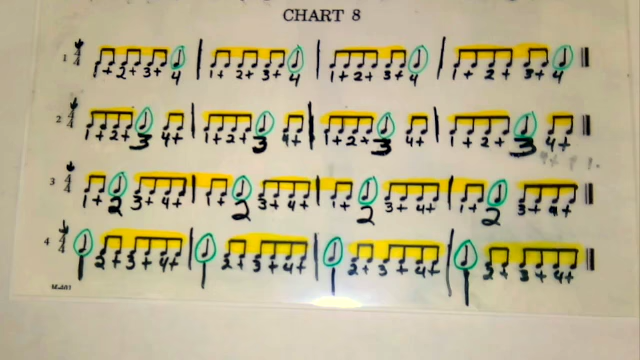 CHART 8
1 4/4 1+ 2+ 3+ 4 1+ 2+ 3+ 4 1+ 2+ 3+ 4 1+ 2+ 3+ 4
2 4/4 1+ 2+ 3 4+ 1+ 2+ 3 4+ 1+ 2+ 3 4+ 1+ 2+ 3 4+
3 4/4 1+ 2 3+ 4+ 1+ 2 3+ 4+ 1+ 2 3+ 4+ 1+ 2 3+ 4+
4 4/4 1 2+ 3+ 4+ 1 2+ 3+ 4+ 1 2+ 3+ 4+ 1 2+ 3+ 4+